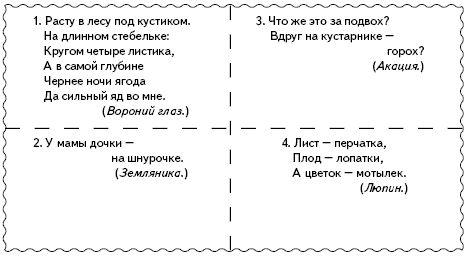 1. Расту в лесу под кустиком.
На длинном стебельке:
Кругом четыре листика,
А в самой глубине
Чернее ночи ягода
Да сильный яд во мне.
(Вороний глаз.)
2. У мамы дочки –
на шнурочке.
(Земляника.)
3. Что же это за подвох?
Вдруг на кустарнике –
горох?
(Акация.)
4. Лист – перчатка,
Плод – лопатки,
А цветок – мотылек.
(Люпин.)